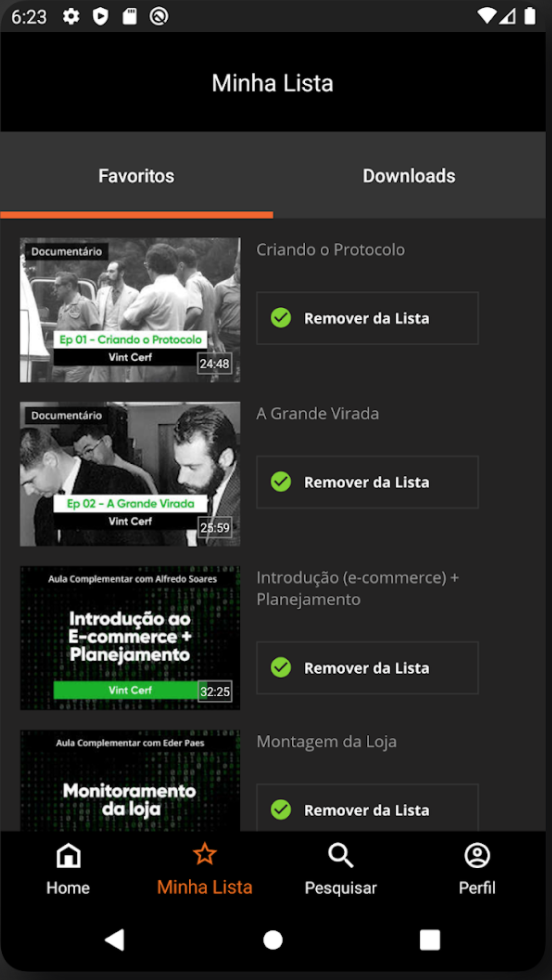 6:23
Minha Lista
Favoritos
Downloads
Documentário
Ep 01 - Criando o Protocolo
Vint Cerf
24:48
Criando o Protocolo
Remover da Lista
Documentário
Ep 02 - A Grande Virada
Vint Cerf
25:59
A Grande Virada
Remover da Lista
Aula Complementar com Alfredo Soares
Introdução ao
E-commerce +
Planejamento
Vint Cerf
32:25
Introdução (e-commerce) +
Planejamento
Remover da Lista
Aula Complementar com Eder Paes
Monitoramento
da loja
Montagem da Loja
Remover da Lista
Home
Minha Lista
Pesquisar
Perfil